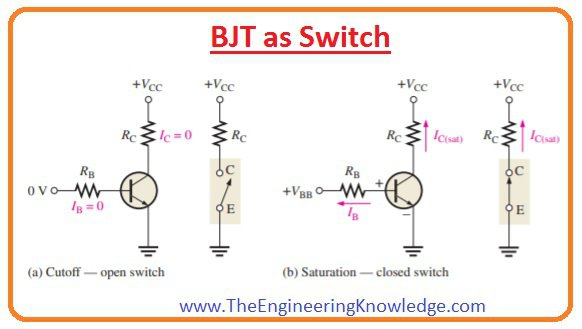 BJT as Switch
+VCC
+VCC
+VCC
+VCC
RC
IC = 0
RC
RC
IC(sat)
RC
IC(sat)
RB
C
RB
C
0 V
+VBB
+
IB = 0
E
IB
–
E
(a) Cutoff — open switch
(b) Saturation — closed switch
www.TheEngineeringKnowledge.com